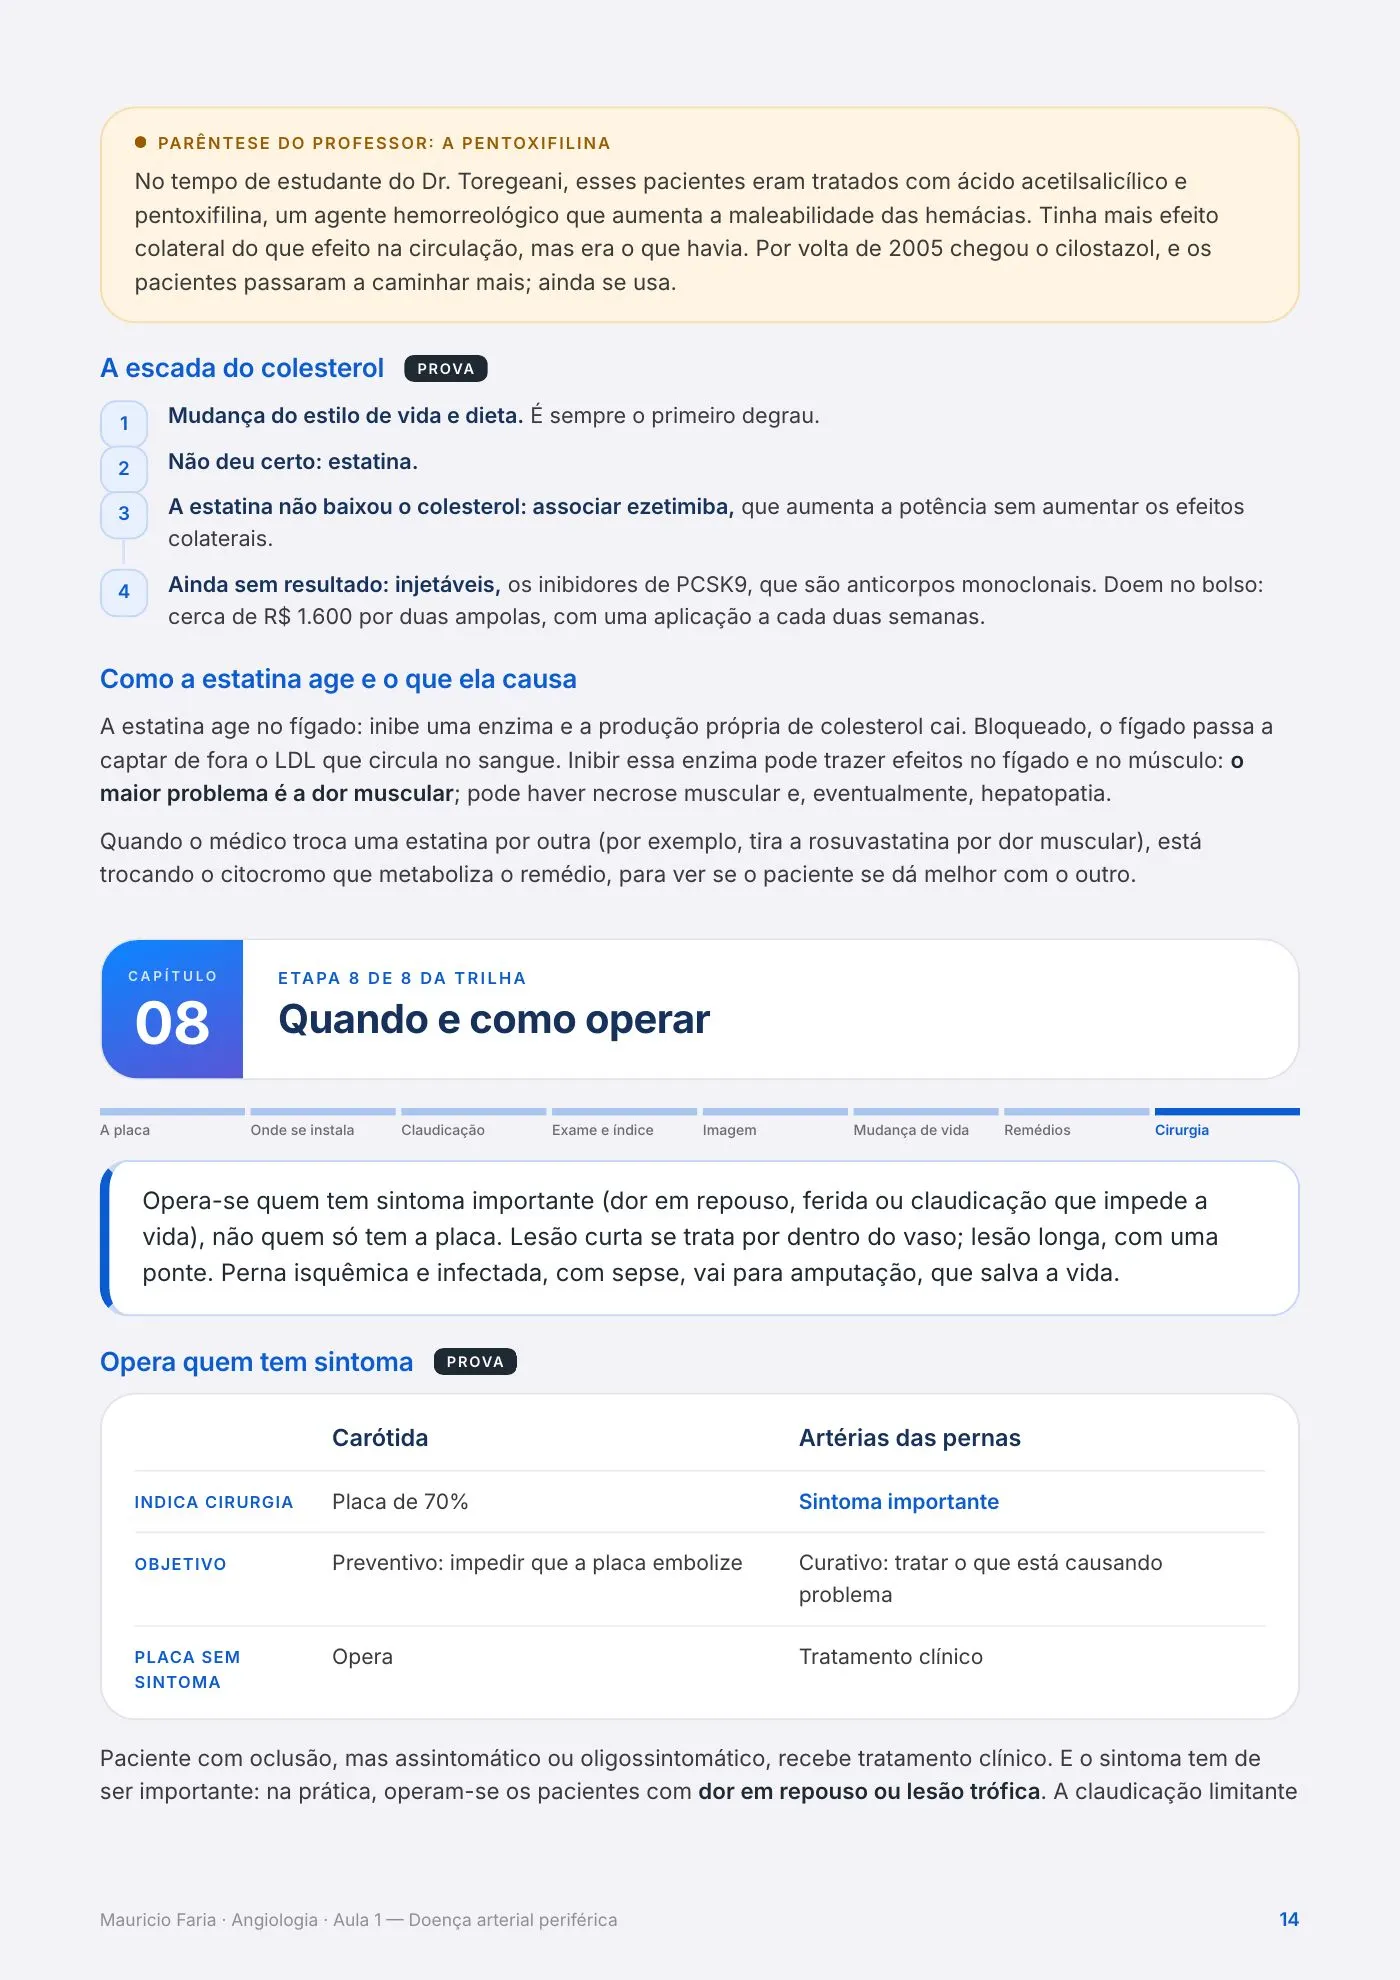 PARÊNTESE DO PROFESSOR: A PENTOXIFILINA
No tempo de estudante do Dr. Toregeani, esses pacientes eram tratados com ácido acetilsalicílico e
pentoxifilina, um agente hemorreológico que aumenta a maleabilidade das hemácias. Tinha mais efeito
colateral do que efeito na circulação, mas era o que havia. Por volta de 2005 chegou o cilostazol, e os
pacientes passaram a caminhar mais; ainda se usa.
A escada do colesterol PROVA
1 Mudança do estilo de vida e dieta. É sempre o primeiro degrau.
2 Não deu certo: estatina.
3 A estatina não baixou o colesterol: associar ezetimiba, que aumenta a potência sem aumentar os efeitos
colaterais.
4 Ainda sem resultado: injetáveis, os inibidores de PCSK9, que são anticorpos monoclonais. Doem no bolso:
cerca de R$ 1.600 por duas ampolas, com uma aplicação a cada duas semanas.
Como a estatina age e o que ela causa
A estatina age no fígado: inibe uma enzima e a produção própria de colesterol cai. Bloqueado, o fígado passa a
captar de fora o LDL que circula no sangue. Inibir essa enzima pode trazer efeitos no fígado e no músculo: o
maior problema é a dor muscular; pode haver necrose muscular e, eventualmente, hepatopatia.
Quando o médico troca uma estatina por outra (por exemplo, tira a rosuvastatina por dor muscular), está
trocando o citocromo que metaboliza o remédio, para ver se o paciente se dá melhor com o outro.
CAPÍTULO
08
ETAPA 8 DE 8 DA TRILHA
Quando e como operar
A placa Onde se instala Claudicação Exame e índice Imagem Mudança de vida Remédios Cirurgia
Opera-se quem tem sintoma importante (dor em repouso, ferida ou claudicação que impede a
vida), não quem só tem a placa. Lesão curta se trata por dentro do vaso; lesão longa, com uma
ponte. Perna isquêmica e infectada, com sepse, vai para amputação, que salva a vida.
Opera quem tem sintoma PROVA
Carótida Artérias das pernas
INDICA CIRURGIA Placa de 70% Sintoma importante
OBJETIVO Preventivo: impedir que a placa embolize Curativo: tratar o que está causando
problema
PLACA SEM Opera Tratamento clínico
SINTOMA
Paciente com oclusão, mas assintomático ou oligossintomático, recebe tratamento clínico. E o sintoma tem de
ser importante: na prática, operam-se os pacientes com dor em repouso ou lesão trófica. A claudicação limitante
Mauricio Faria · Angiologia · Aula 1 — Doença arterial periférica 14